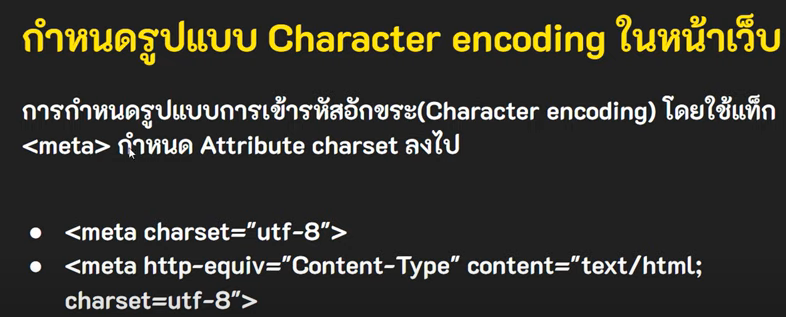 กำหนดรูปแบบ Character encoding ในหน้าเว็บ
การกำหนดรูปแบบการเข้ารหัสอักขระ(Character encoding) โดยใช้แท็ก
<meta> กำหนด Attribute charset ลงไป
● <meta charset="utf-8">
● <meta http-equiv="Content-Type" content="text/html;
charset=utf-8">